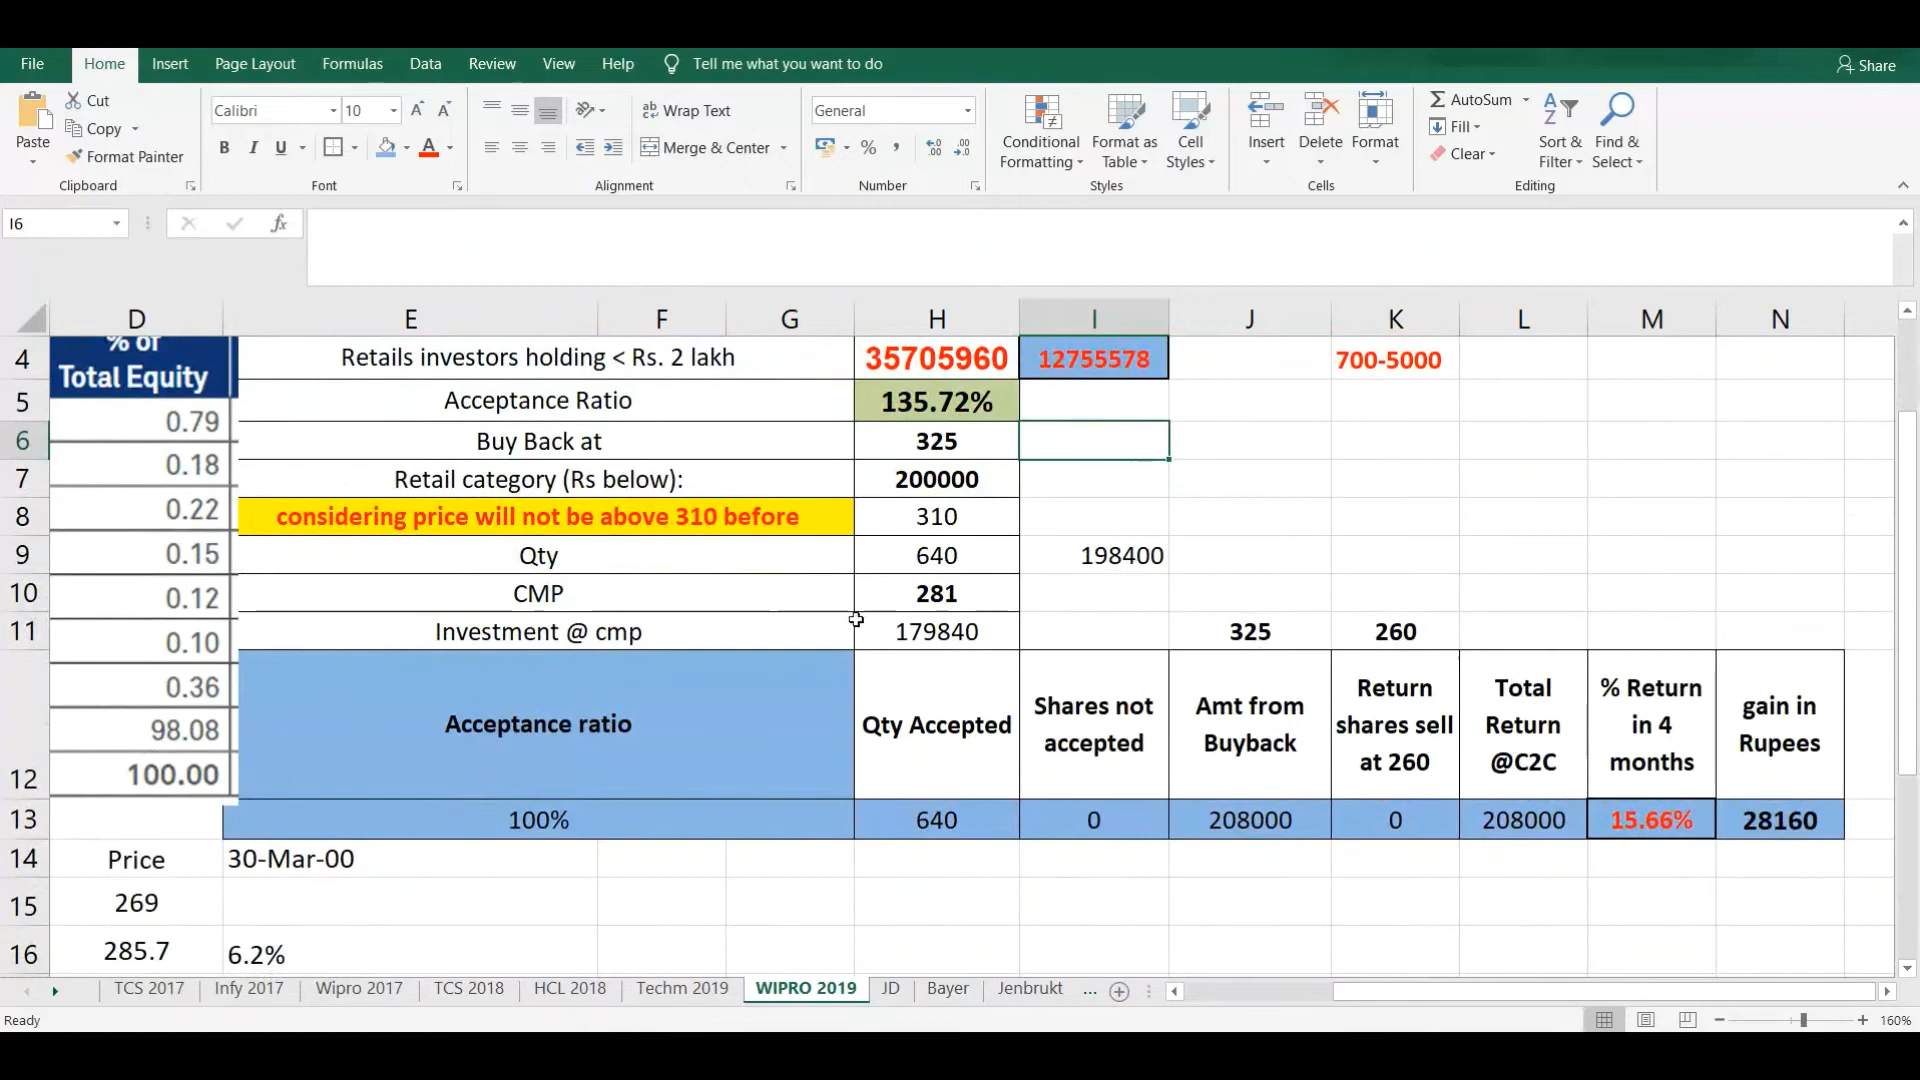 File Home Insert Page Layout Formulas Data Review View Help Tell me what you want to do Share
Paste
Cut
Copy
Format Painter
Clipboard
Calibri 10
B I U
Font
Wrap Text
Merge & Center
Alignment
General
%
Number
Conditional Formatting
Format as Table
Cell Styles
Styles
Insert
Delete
Format
Cells
AutoSum
Fill
Clear
Sort & Filter
Find & Select
Editing
I6 fx
D E F G H I J K L M N
4 % of Total Equity Retails investors holding < Rs. 2 lakh 35705960 12755578 700-5000
5 0.79 Acceptance Ratio 135.72%
6 0.18 Buy Back at 325
7 0.22 Retail category (Rs below): 200000
8 0.15 considering price will not be above 310 before 310
9 0.12 Qty 640 198400
10 0.10 CMP 281
11 0.36 Investment @ cmp 179840 325 260
98.08
100.00
12 Acceptance ratio Qty Accepted Shares not accepted Amt from Buyback Return shares sell at 260 Total Return @C2C % Return in 4 months gain in Rupees
13 100% 640 0 208000 0 208000 15.66% 28160
14 Price 30-Mar-00
15 269
16 285.7 6.2%
TCS 2017 Infy 2017 Wipro 2017 TCS 2018 HCL 2018 Techm 2019 WIPRO 2019 JD Bayer Jenbrukt ...
Ready 160%